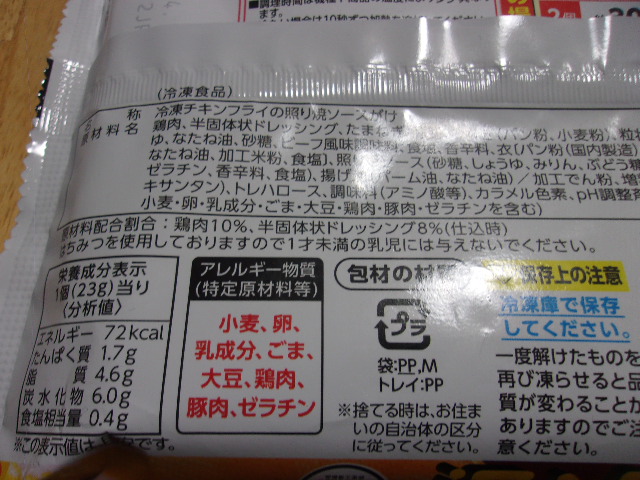 (冷凍食品)
名 称 冷凍チキンフライの照り焼ソースがけ
原材料名 鶏肉、半固体状ドレッシング、たまね
(パン粉、小麦粉)、粒
ゆ、なたね油、砂糖、ビーフ風味調味料、食塩、香辛料、衣(パン粉(国内製造)
なたね油、加工米粉、食塩)、照り ソース(砂糖、しょうゆ、みりん、ぶどう糖
ゼラチン、香辛料、食塩)、揚げ パーム油、なたね油)/加工でん粉、増
キサンタン)、トレハロース、調味料(アミノ酸等)、カラメル色素、pH調整剤
小麦・卵・乳成分・ごま・大豆・鶏肉・豚肉・ゼラチンを含む)
原材料配合割合:鶏肉10%、半固体状ドレッシング8%(仕込時)
はちみつを使用しておりますので1才未満の乳児には与えないでください。
栄養成分表示
1個(23g)当り
(分析値)
エネルギー 72kcal
たんぱく質 1.7g
脂 質 4.6g
炭水化物 6.0g
食塩相当量 0.4g
※この表示値は です。
アレルギー物質
(特定原材料等)
小麦、卵、
乳成分、ごま、
大豆、鶏肉、
豚肉、ゼラチン
包材の材
プラ
袋:PP,M
トレイ:PP
※捨てる時は、お住ま
いの自治体の区分
に従ってください。
保存上の注意
冷凍庫で保存
してください。
一度解けたものを
再び凍らせると品
質が変わることか
ありますのでご注
意ください。